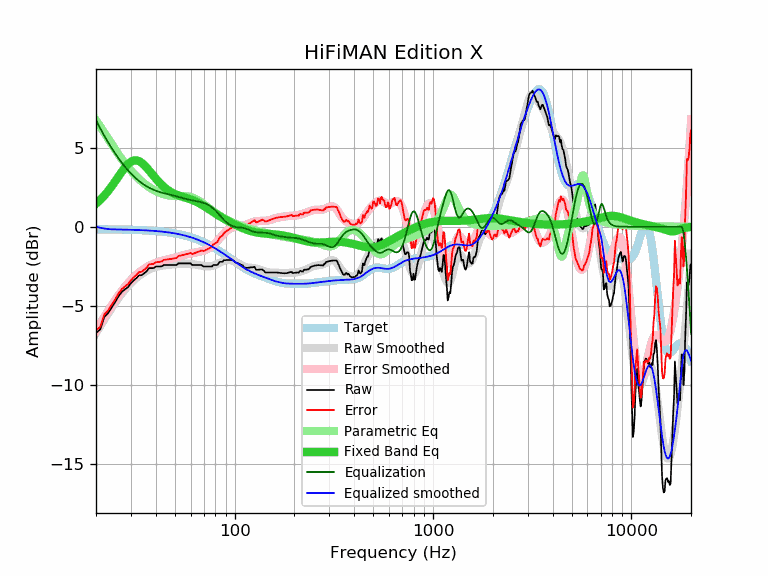 HiFiMAN Edition X
Amplitude (dBr)
5
0
−5
−10
−15
Target
Raw Smoothed
Error Smoothed
Raw
Error
Parametric Eq
Fixed Band Eq
Equalization
Equalized smoothed
100
1000
10000
Frequency (Hz)